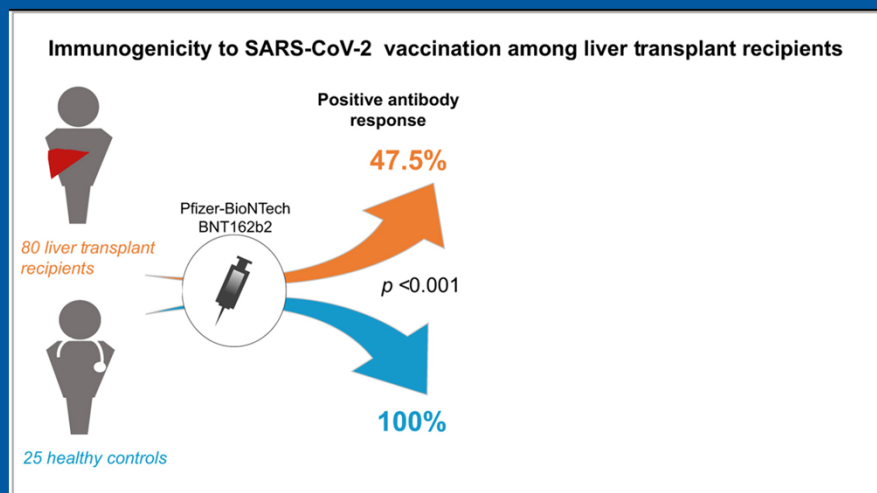 Immunogenicity to SARS-CoV-2 vaccination among liver transplant recipients
Positive antibody
response
47.5%
Pfizer-BioNTech
BNT162b2
80 liver transplant
recipients
p <0.001
100%
25 healthy controls